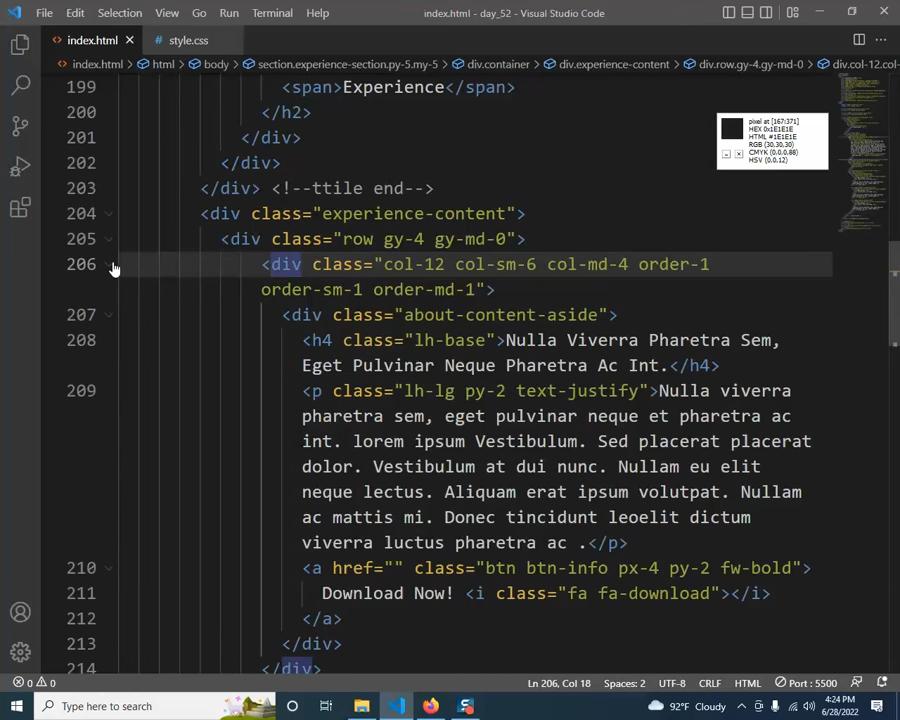 File Edit Selection View Go Run Terminal Help index.html - day_52 - Visual Studio Code
index.html style.css
index.html > html > body > section.experience-section.py-5.my-5 > div.container > div.experience-content > div.row.gy-4.gy-md-0 > div.col-12.col-
199 <span>Experience</span>
200 </h2>
201 </div>
202 </div>
203 </div> <!--ttile end-->
204 <div class="experience-content">
205 <div class="row gy-4 gy-md-0">
206 <div class="col-12 col-sm-6 col-md-4 order-1
order-sm-1 order-md-1">
207 <div class="about-content-aside">
208 <h4 class="lh-base">Nulla Viverra Pharetra Sem,
Eget Pulvinar Neque Pharetra Ac Int.</h4>
209 <p class="lh-lg py-2 text-justify">Nulla viverra
pharetra sem, eget pulvinar neque et pharetra ac
int. lorem ipsum Vestibulum. Sed placerat placerat
dolor. Vestibulum at dui nunc. Nullam eu elit
neque lectus. Aliquam erat ipsum volutpat. Nullam
ac mattis mi. Donec tincidunt leoelit dictum
viverra luctus pharetra ac .</p>
210 <a href="" class="btn btn-info px-4 py-2 fw-bold">
211 Download Now! <i class="fa fa-download"></i>
212 </a>
213 </div>
214 </div>
pixel at [167:371]
HEX 0x1E1E1E
HTML #1E1E1E
RGB (30,30,30)
CMYK (0.0.0.88)
HSV (0.0.12)
0 0 Ln 206, Col 18 Spaces: 2 UTF-8 CRLF HTML Port : 5500
Type here to search 92°F Cloudy 4:24 PM
6/28/2022